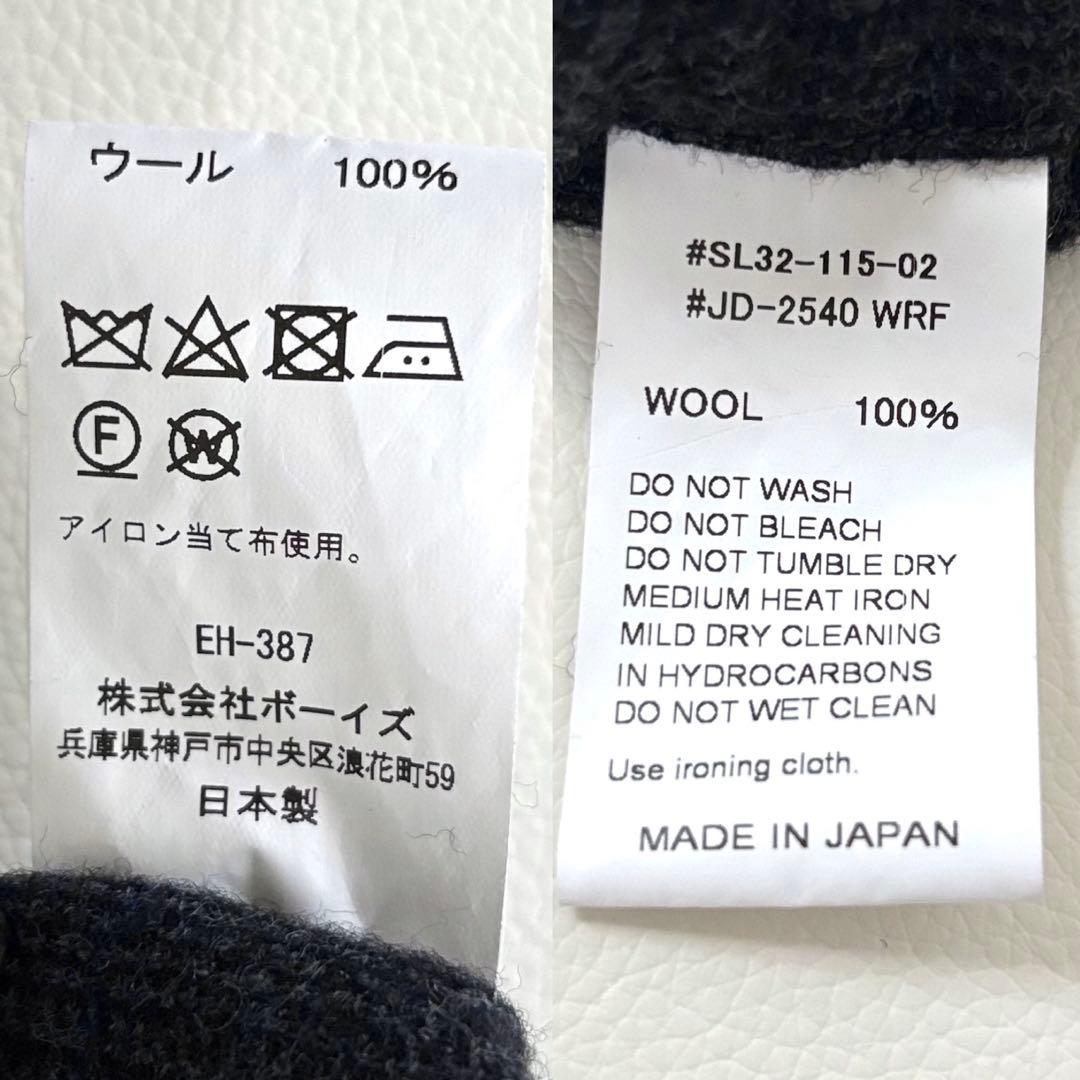 ウール 100%
F W
アイロン当て布使用。
EH-387
株式会社ボーイズ
兵庫県神戸市中央区浪花町59
日本製
#SL32-115-02
#JD-2540 WRF
WOOL 100%
DO NOT WASH
DO NOT BLEACH
DO NOT TUMBLE DRY
MEDIUM HEAT IRON
MILD DRY CLEANING
IN HYDROCARBONS
DO NOT WET CLEAN
Use ironing cloth.
MADE IN JAPAN